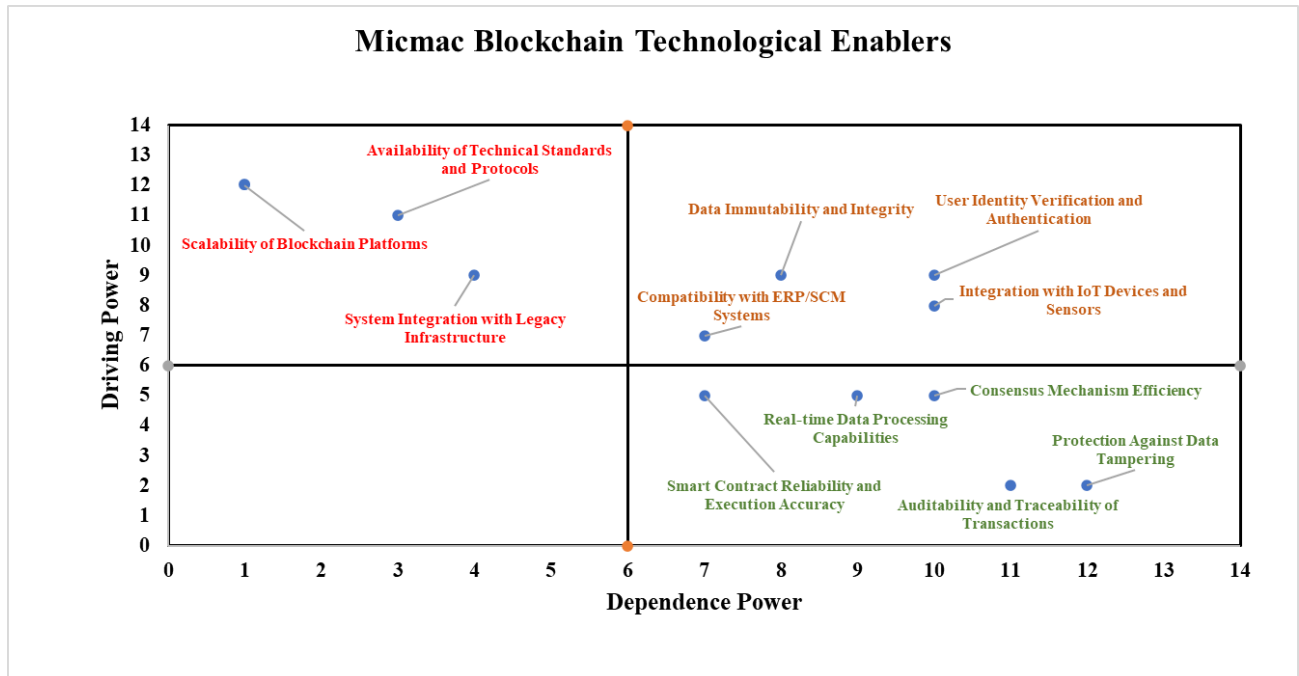 Micmac Blockchain Technological Enablers
Driving Power
14
13
12
11
10
9
8
7
6
5
4
3
2
1
0
Availability of Technical Standards
and Protocols
Scalability of Blockchain Platforms
System Integration with Legacy
Infrastructure
Data Immutability and Integrity
User Identity Verification and
Authentication
Compatibility with ERP/SCM
Systems
Integration with IoT Devices and
Sensors
Consensus Mechanism Efficiency
Real-time Data Processing
Capabilities
Protection Against Data
Tampering
Smart Contract Reliability and
Execution Accuracy
Auditability and Traceability of
Transactions
0 1 2 3 4 5 6 7 8 9 10 11 12 13 14
Dependence Power